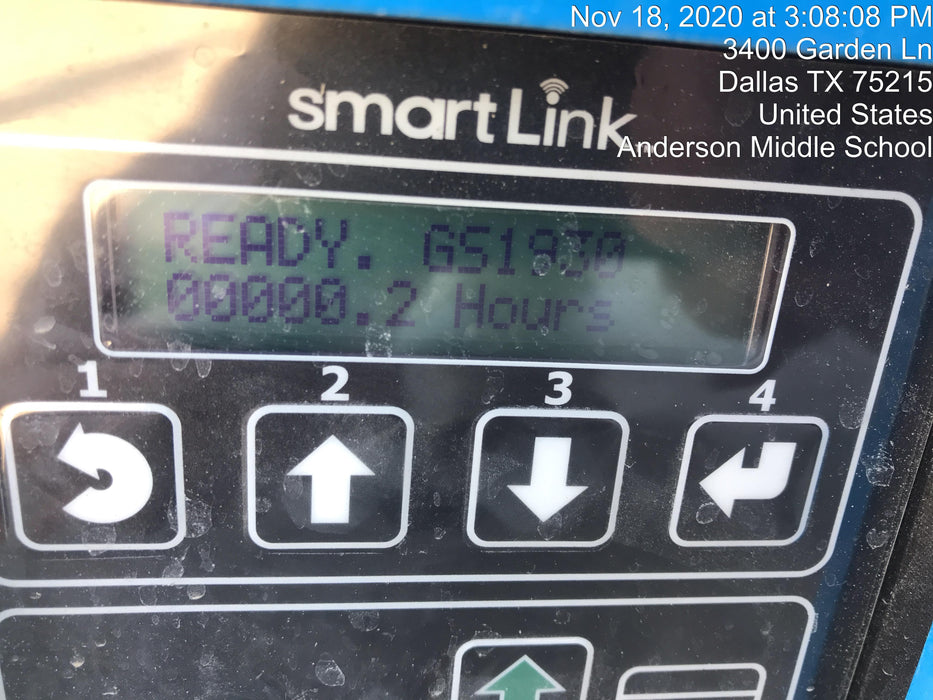 Nov 18, 2020 at 3:08:08 PM
3400 Garden Ln
Dallas TX 75215
United States
Anderson Middle School
smart Link
READY. GS1930
00000.2 Hours
1 2 3 4